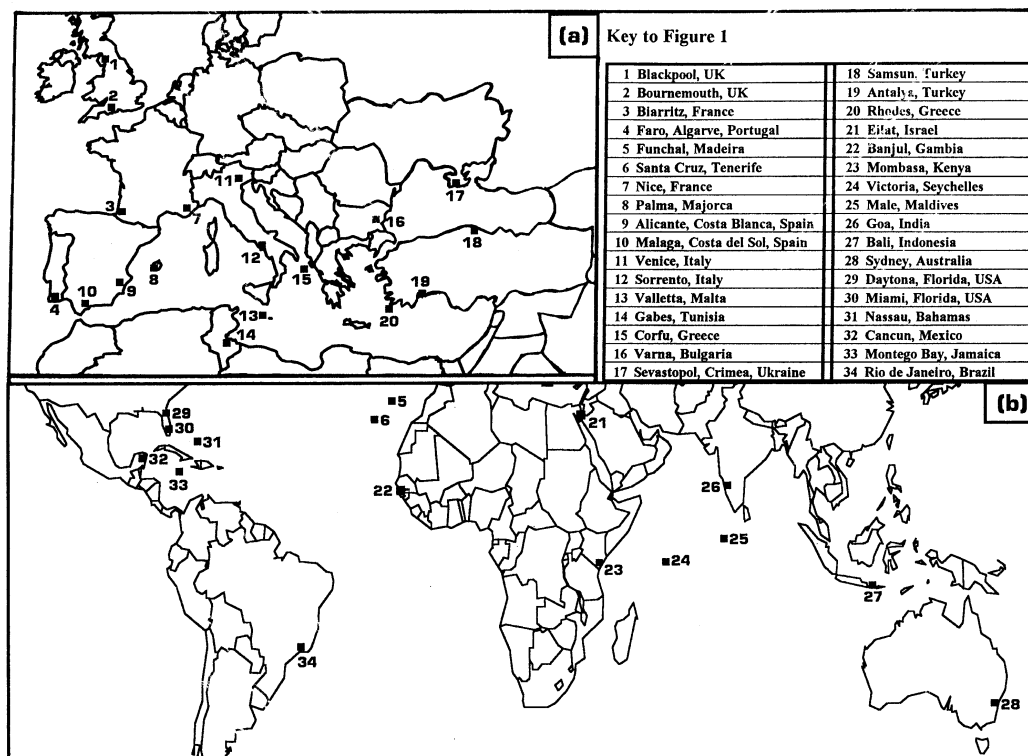 (a)
Key to Figure 1
1 Blackpool, UK
2 Bournemouth, UK
3 Biarritz, France
4 Faro, Algarve, Portugal
5 Funchal, Madeira
6 Santa Cruz, Tenerife
7 Nice, France
8 Palma, Majorca
9 Alicante, Costa Blanca, Spain
10 Malaga, Costa del Sol, Spain
11 Venice, Italy
12 Sorrento, Italy
13 Valletta, Malta
14 Gabes, Tunisia
15 Corfu, Greece
16 Varna, Bulgaria
17 Sevastopol, Crimea, Ukraine
18 Samsun, Turkey
19 Antalya, Turkey
20 Rhodes, Greece
21 Eilat, Israel
22 Banjul, Gambia
23 Mombasa, Kenya
24 Victoria, Seychelles
25 Male, Maldives
26 Goa, India
27 Bali, Indonesia
28 Sydney, Australia
29 Daytona, Florida, USA
30 Miami, Florida, USA
31 Nassau, Bahamas
32 Cancun, Mexico
33 Montego Bay, Jamaica
34 Rio de Janeiro, Brazil
1
2
11
17
3
7
16
12
18
8
15
10
9
19
4
13
20
14
(b)
5
29
6
21
30
31
32
33
22
26
25
23
24
27
34
28